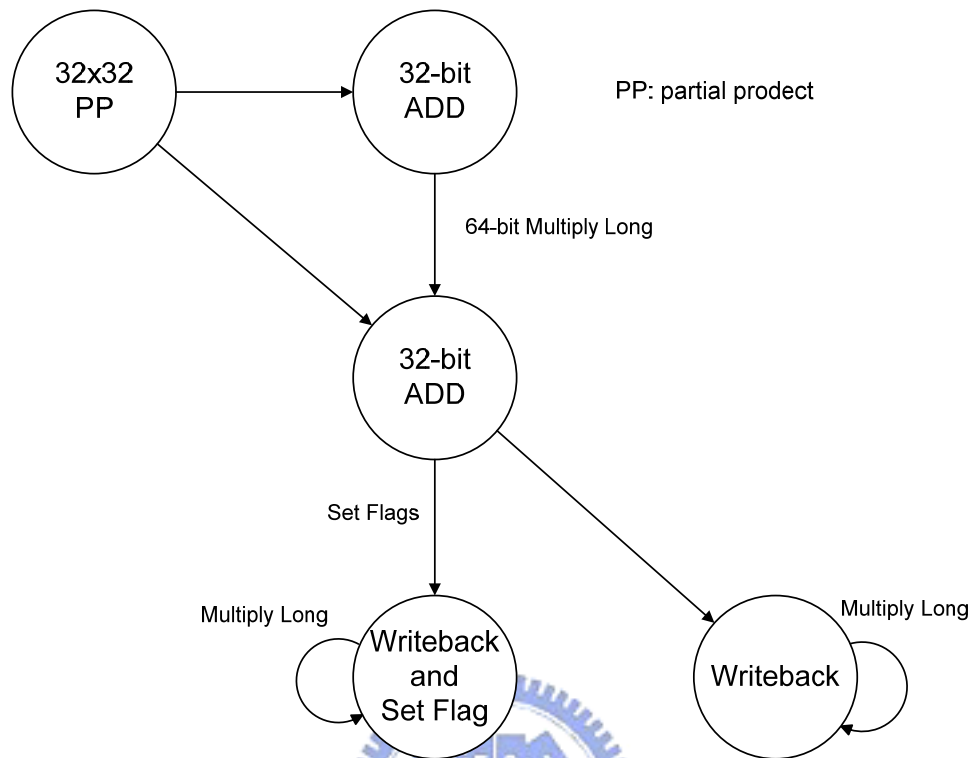 32x32
PP
32-bit
ADD
PP: partial prodect
64-bit Multiply Long
32-bit
ADD
Set Flags
Multiply Long
Multiply Long
Writeback
and
Set Flag
Writeback